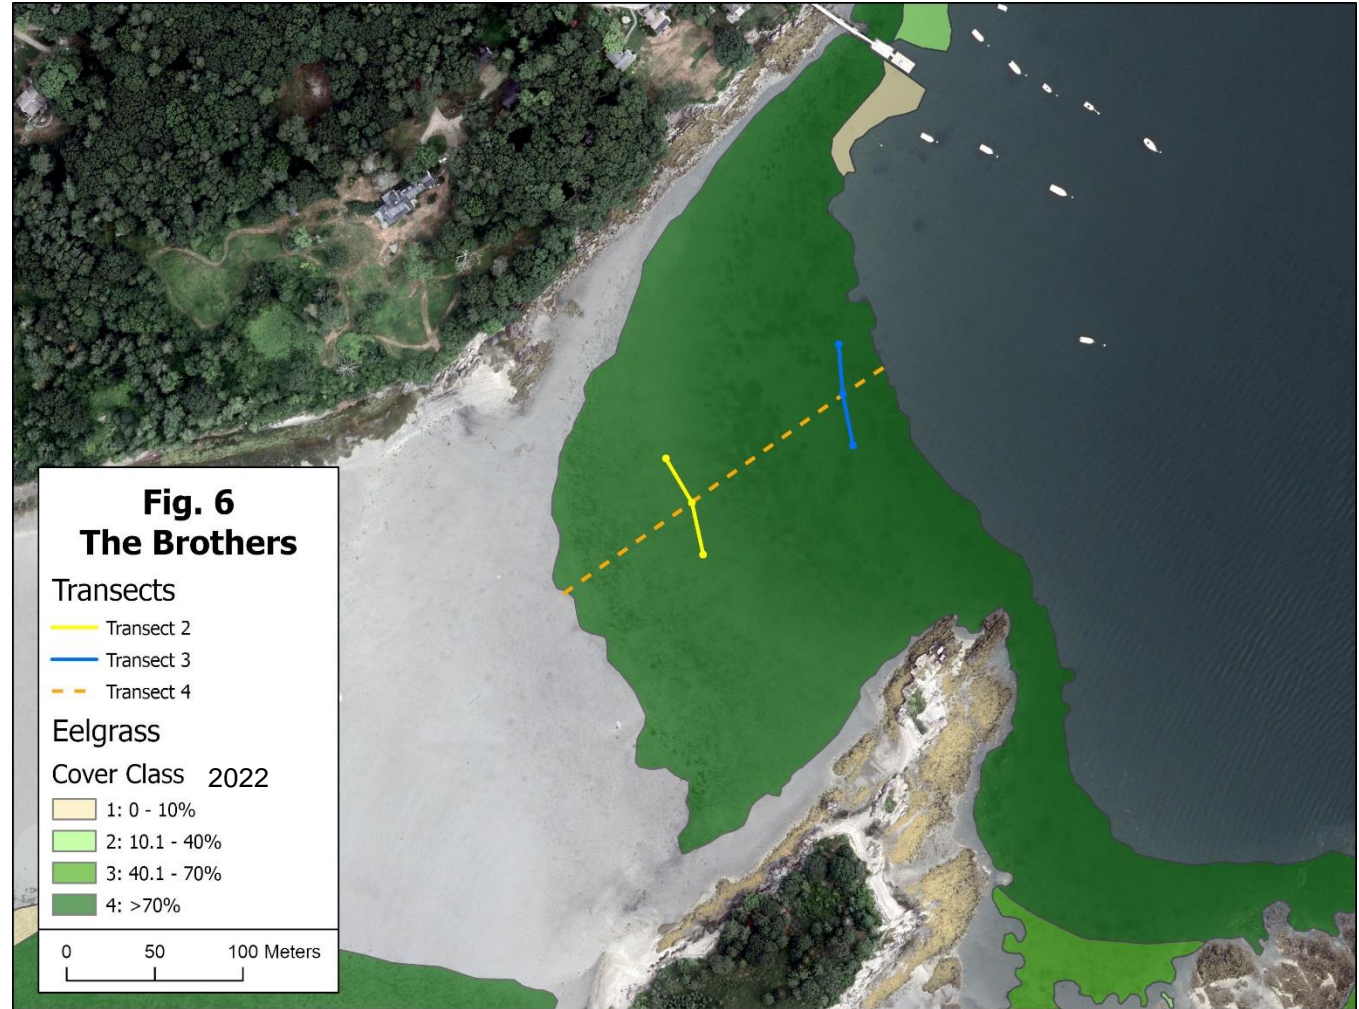 Fig. 6
The Brothers
Transects
Transect 2
Transect 3
Transect 4
Eelgrass
Cover Class 2022
1: 0 - 10%
2: 10.1 - 40%
3: 40.1 - 70%
4: >70%
0 50 100 Meters